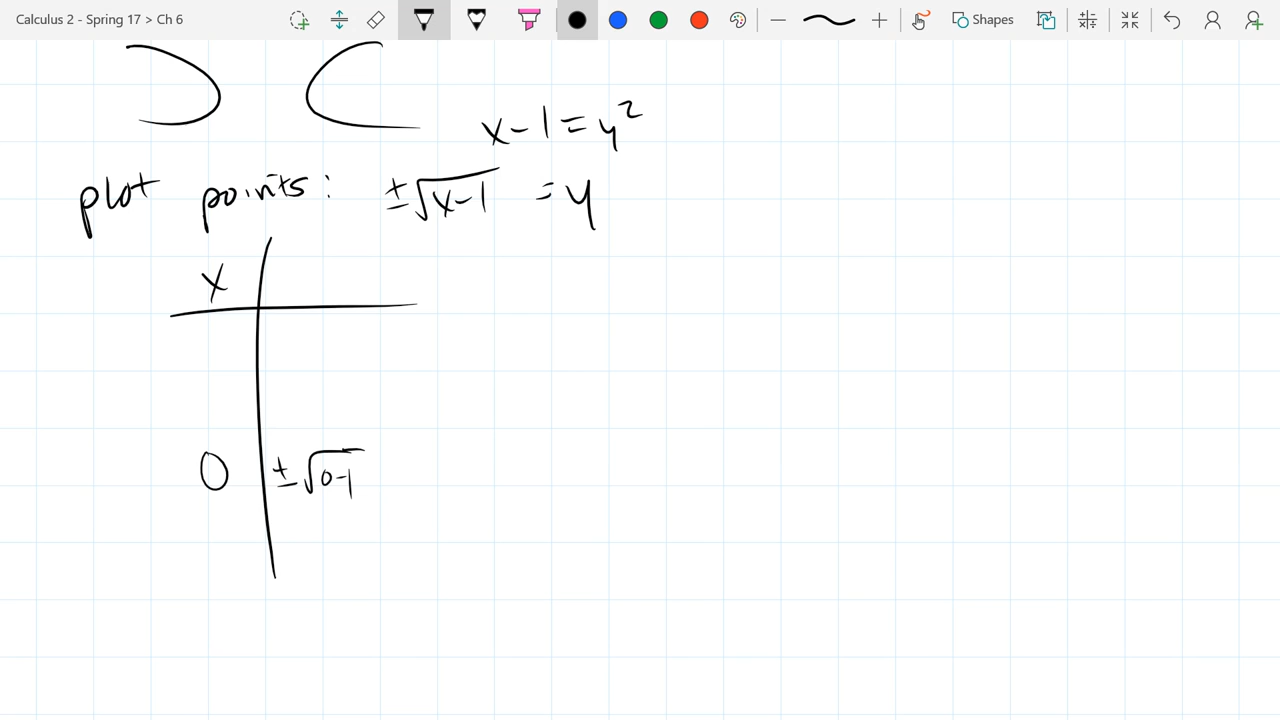 Calculus 2 - Spring 17 > Ch 6
Shapes
x-1=y²
plot points: ±√(x-1) = y
x
0 ±√(0-1)